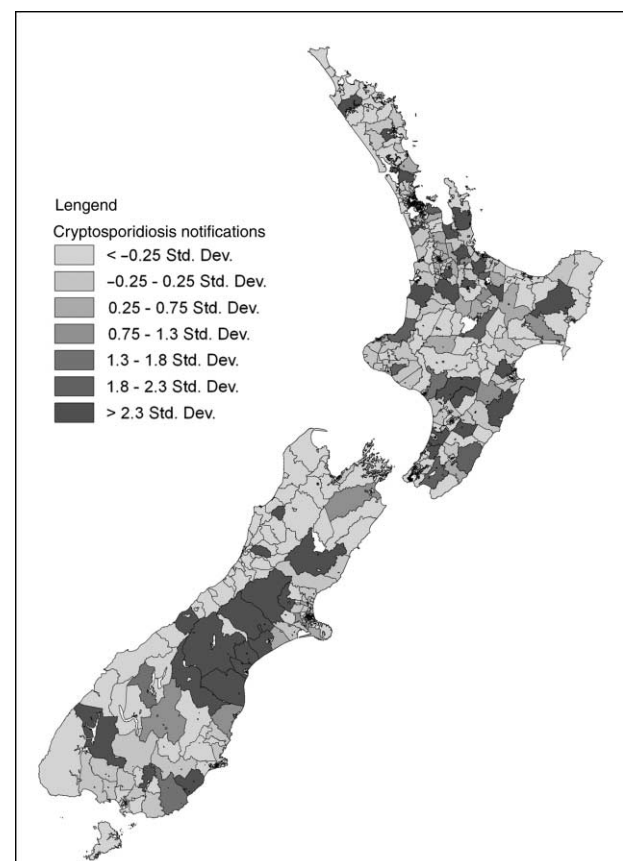 Lengend
Cryptosporidiosis notifications
< –0.25 Std. Dev.
–0.25 - 0.25 Std. Dev.
0.25 - 0.75 Std. Dev.
0.75 - 1.3 Std. Dev.
1.3 - 1.8 Std. Dev.
1.8 - 2.3 Std. Dev.
> 2.3 Std. Dev.